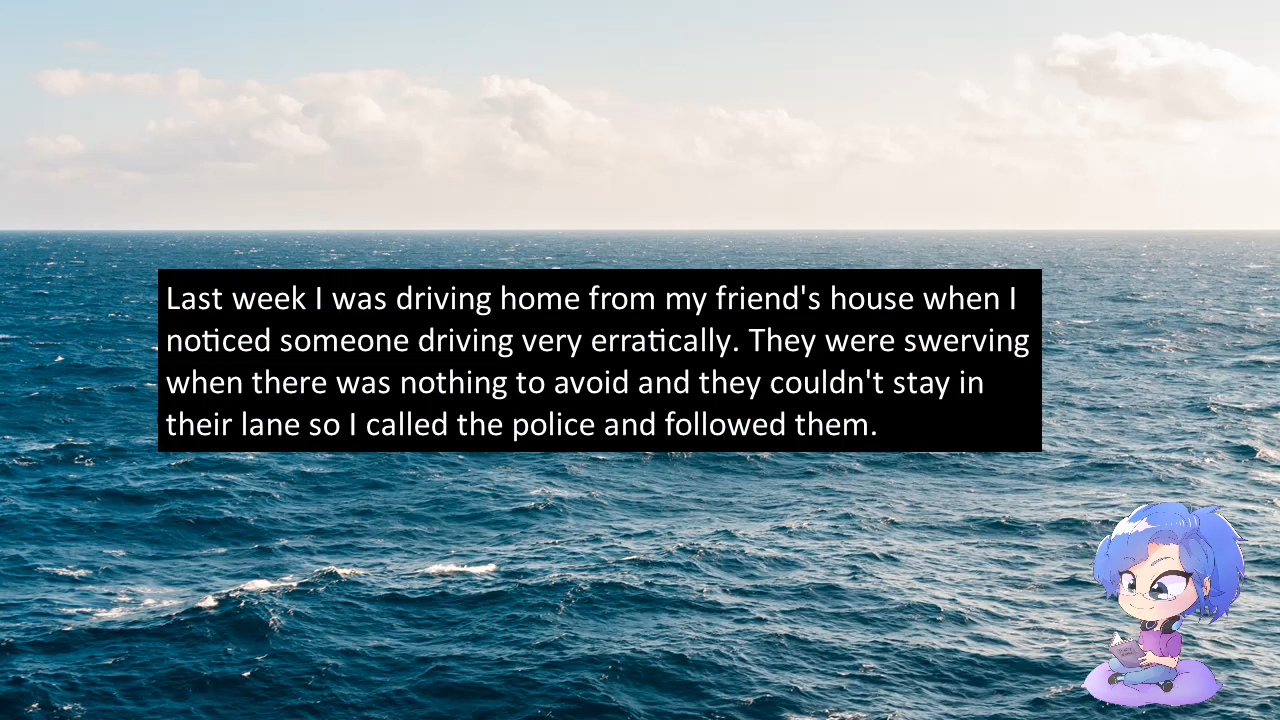 Last week I was driving home from my friend's house when I
noticed someone driving very erratically. They were swerving
when there was nothing to avoid and they couldn't stay in
their lane so I called the police and followed them.